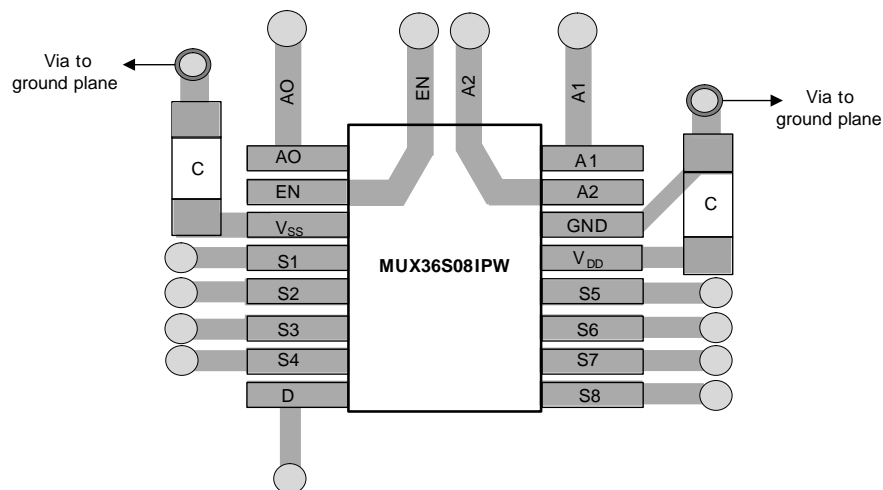 Via to
ground plane
AO
EN
A2
A1
Via to
ground plane
C
AO
EN
VSS
S1
S2
S3
S4
D
MUX36S08IPW
A1
A2
GND
VDD
S5
S6
S7
S8
C